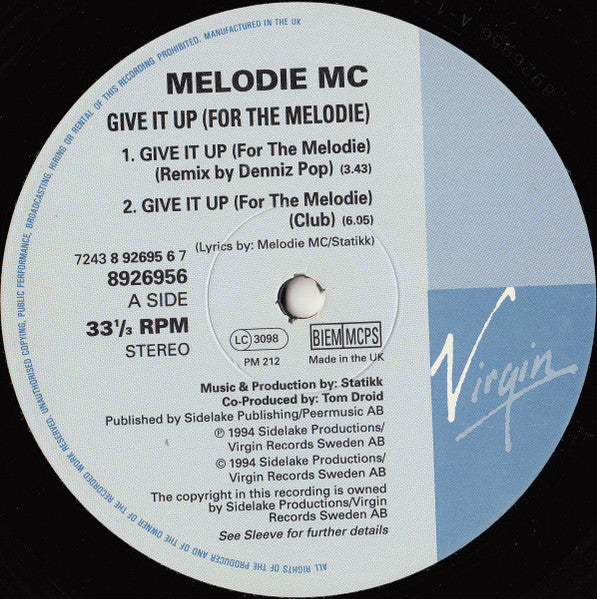 ALL RIGHTS OF THE PRODUCER AND OF THE OWNER OF THE RECORDED WORK RESERVED. UNAUTHORISED COPYING, PUBLIC PERFORMANCE, BROADCASTING, HIRING OR RENTAL OF THIS RECORDING PROHIBITED. MANUFACTURED IN THE UK
MELODIE MC
GIVE IT UP (FOR THE MELODIE)
1. GIVE IT UP (For The Melodie)
(Remix by Denniz Pop) (3.43)
2. GIVE IT UP (For The Melodie)
(Club) (6.05)
(Lyrics by: Melodie MC/Statikk)
7243 8 92695 6 7
8926956
A SIDE
33⅓ RPM
STEREO
LC 3098
BIEM MCPS
PM 212
Made in the UK
Virgin
Music & Production by: Statikk
Co-Produced by: Tom Droid
Published by Sidelake Publishing/Peermusic AB
℗ 1994 Sidelake Productions/
Virgin Records Sweden AB
© 1994 Sidelake Productions/
Virgin Records Sweden AB
The copyright in this recording is owned
by Sidelake Productions/Virgin
Records Sweden AB
See Sleeve for further details